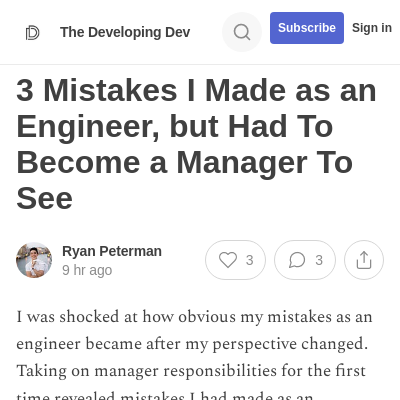 The Developing Dev
Subscribe
Sign in
3 Mistakes I Made as an
Engineer, but Had To
Become a Manager To
See
Ryan Peterman
9 hr ago
3
3
I was shocked at how obvious my mistakes as an
engineer became after my perspective changed.
Taking on manager responsibilities for the first
time revealed mistakes I had made as an